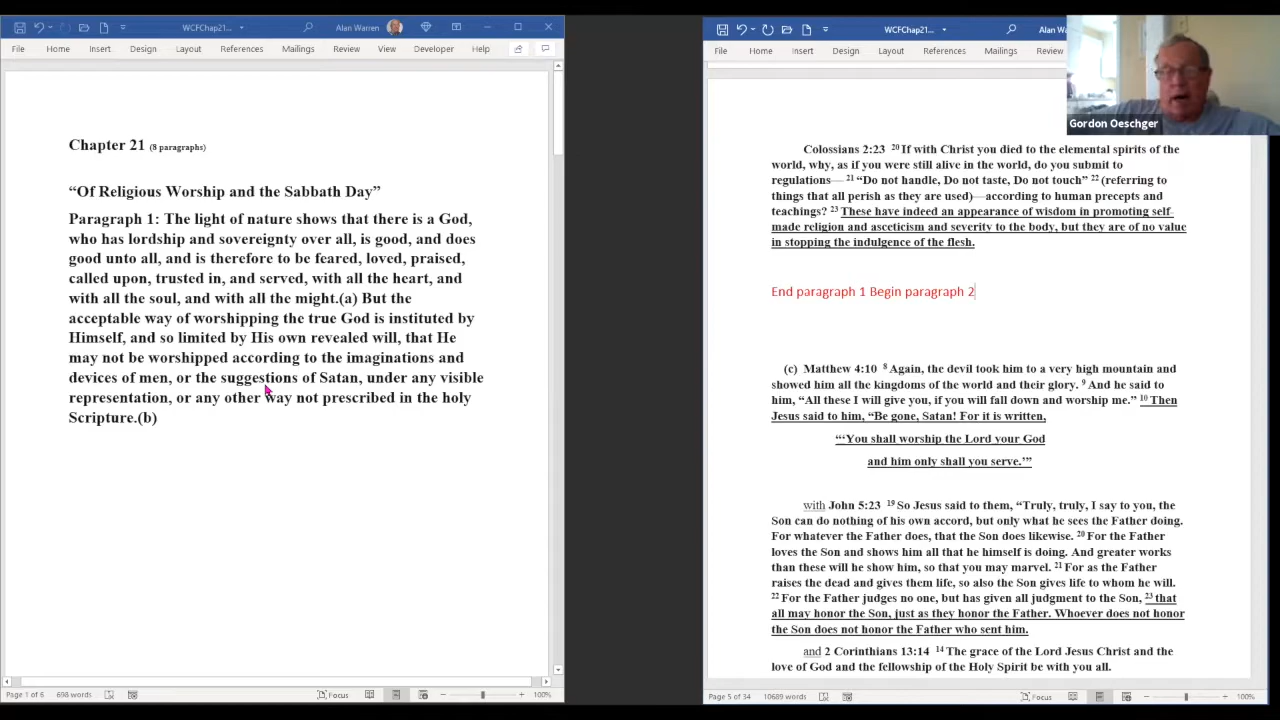 WCFChap21...
Alan Warren
File Home Insert Design Layout References Mailings Review View Developer Help
Chapter 21 (8 paragraphs)
“Of Religious Worship and the Sabbath Day”
Paragraph 1: The light of nature shows that there is a God,
who has lordship and sovereignty over all, is good, and does
good unto all, and is therefore to be feared, loved, praised,
called upon, trusted in, and served, with all the heart, and
with all the soul, and with all the might.(a) But the
acceptable way of worshipping the true God is instituted by
Himself, and so limited by His own revealed will, that He
may not be worshipped according to the imaginations and
devices of men, or the suggestions of Satan, under any visible
representation, or any other way not prescribed in the holy
Scripture.(b)
Page 1 of 6 698 words Focus 100%
WCFChap21...
Alan Wa
File Home Insert Design Layout References Mailings Review
Gordon Oeschger
Colossians 2:23 20 If with Christ you died to the elemental spirits of the
world, why, as if you were still alive in the world, do you submit to
regulations— 21 “Do not handle, Do not taste, Do not touch” 22 (referring to
things that all perish as they are used)—according to human precepts and
teachings? 23 These have indeed an appearance of wisdom in promoting self-
made religion and asceticism and severity to the body, but they are of no value
in stopping the indulgence of the flesh.
End paragraph 1 Begin paragraph 2
(c) Matthew 4:10 8 Again, the devil took him to a very high mountain and
showed him all the kingdoms of the world and their glory. 9 And he said to
him, “All these I will give you, if you will fall down and worship me.” 10 Then
Jesus said to him, “Be gone, Satan! For it is written,
“‘You shall worship the Lord your God
and him only shall you serve.’”
with John 5:23 19 So Jesus said to them, “Truly, truly, I say to you, the
Son can do nothing of his own accord, but only what he sees the Father doing.
For whatever the Father does, that the Son does likewise. 20 For the Father
loves the Son and shows him all that he himself is doing. And greater works
than these will he show him, so that you may marvel. 21 For as the Father
raises the dead and gives them life, so also the Son gives life to whom he will.
22 For the Father judges no one, but has given all judgment to the Son, 23 that
all may honor the Son, just as they honor the Father. Whoever does not honor
the Son does not honor the Father who sent him.
and 2 Corinthians 13:14 14 The grace of the Lord Jesus Christ and the
love of God and the fellowship of the Holy Spirit be with you all.
Page 5 of 34 10689 words Focus 100%